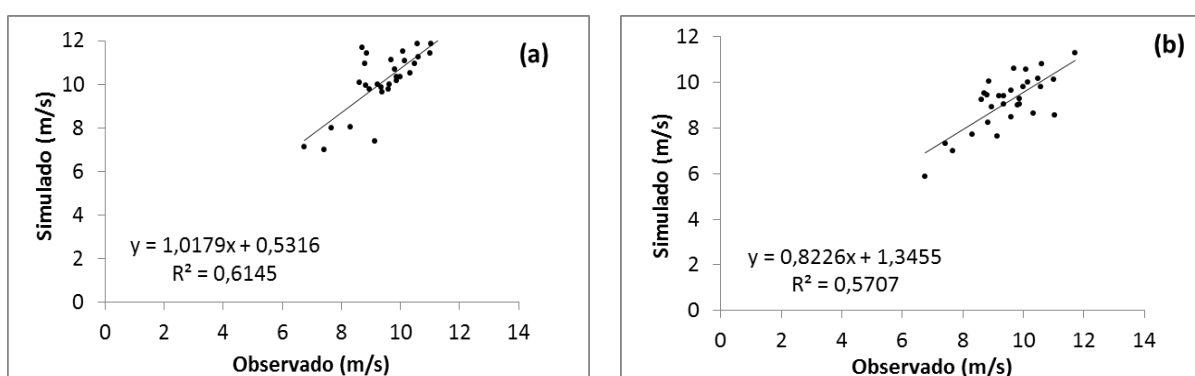 (a)
12
10
8
6
4
2
0
Simulado (m/s)
y = 1,0179x + 0,5316
R² = 0,6145
0 2 4 6 8 10 12 14
Observado (m/s)
(b)
12
10
8
6
4
2
0
Simulado (m/s)
y = 0,8226x + 1,3455
R² = 0,5707
0 2 4 6 8 10 12 14
Observado (m/s)